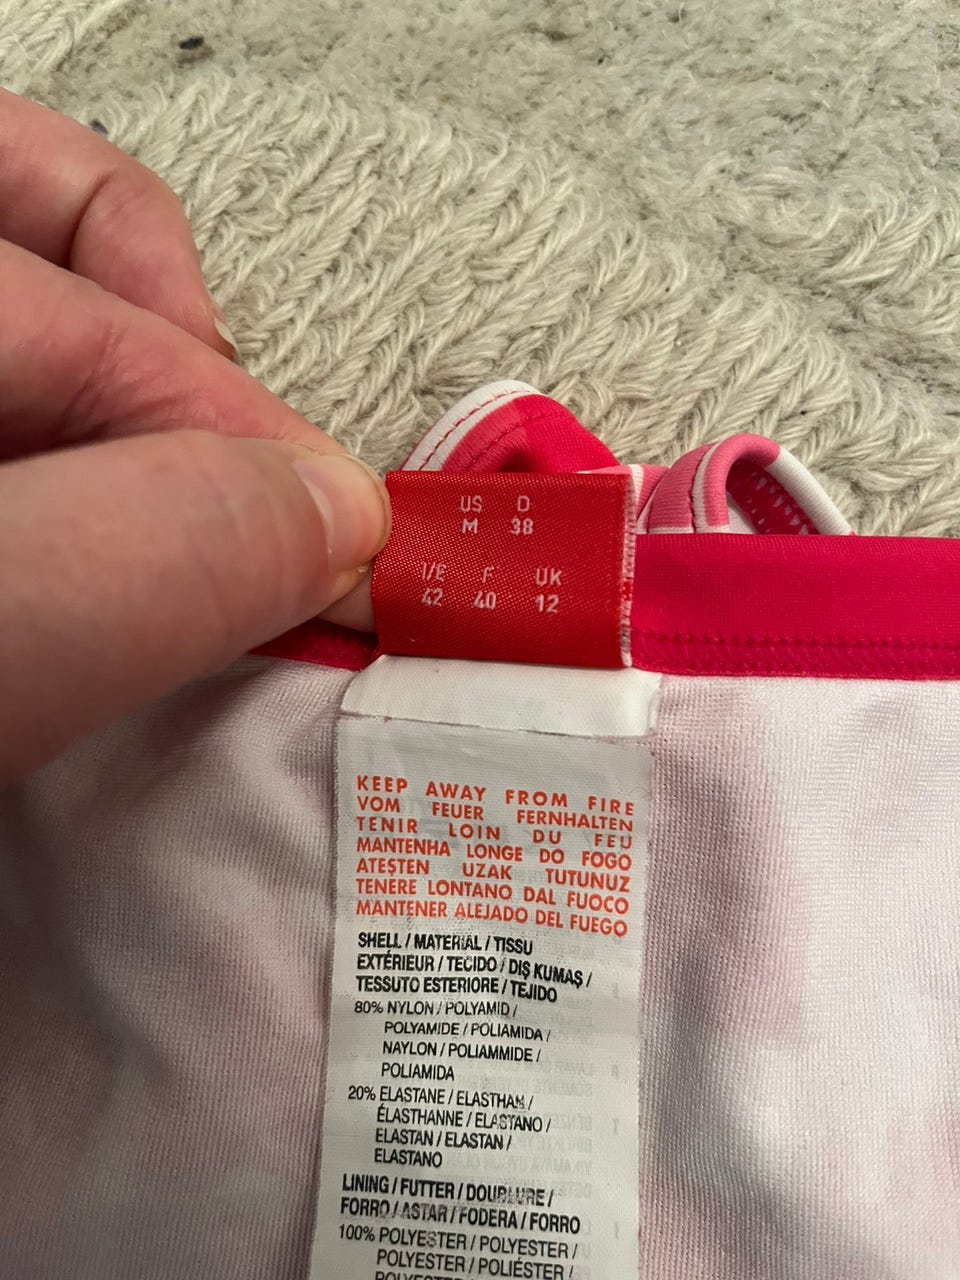 US D
M 38
I/E F UK
42 40 12
KEEP AWAY FROM FIRE
VOM FEUER FERNHALTEN
TENIR LOIN DU FEU
MANTENHA LONGE DO FOGO
ATEŞTEN UZAK TUTUNUZ
TENERE LONTANO DAL FUOCO
MANTENER ALEJADO DEL FUEGO
SHELL / MATERIAL / TISSU
EXTÉRIEUR / TECIDO / DIŞ KUMAŞ /
TESSUTO ESTERIORE / TEJIDO
80% NYLON / POLYAMID /
POLYAMIDE / POLIAMIDA /
NAYLON / POLIAMMIDE /
POLIAMIDA
20% ELASTANE / ELASTHAN /
ÉLASTHANNE / ELASTANO /
ELASTAN / ELASTAN /
ELASTANO
LINING / FUTTER / DOUBLURE /
FORRO / ASTAR / FODERA / FORRO
100% POLYESTER / POLYESTER /
POLYESTER / POLIÉSTER /